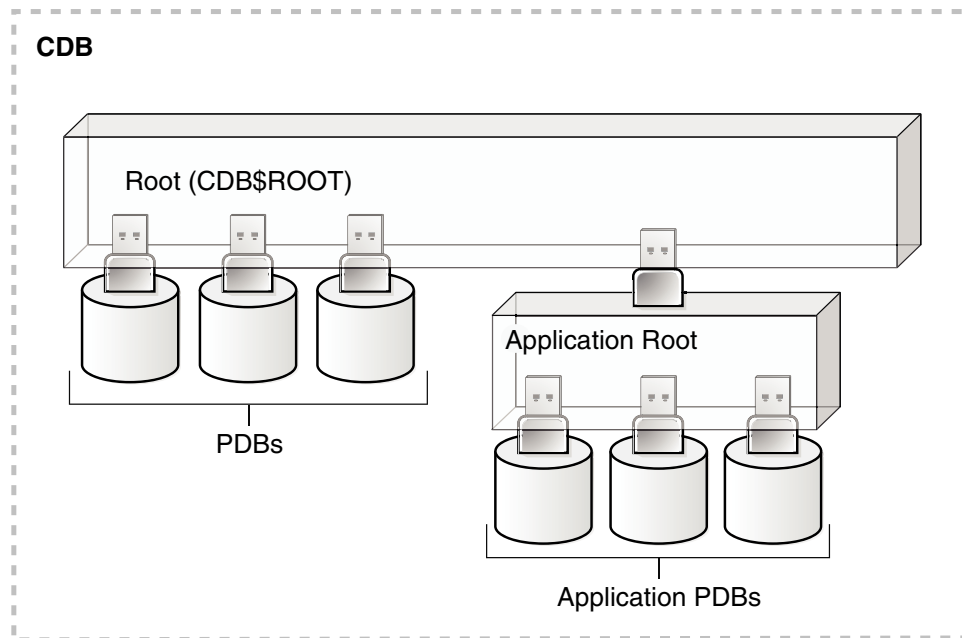 CDB
Root (CDB$ROOT)
Application Root
PDBs
Application PDBs